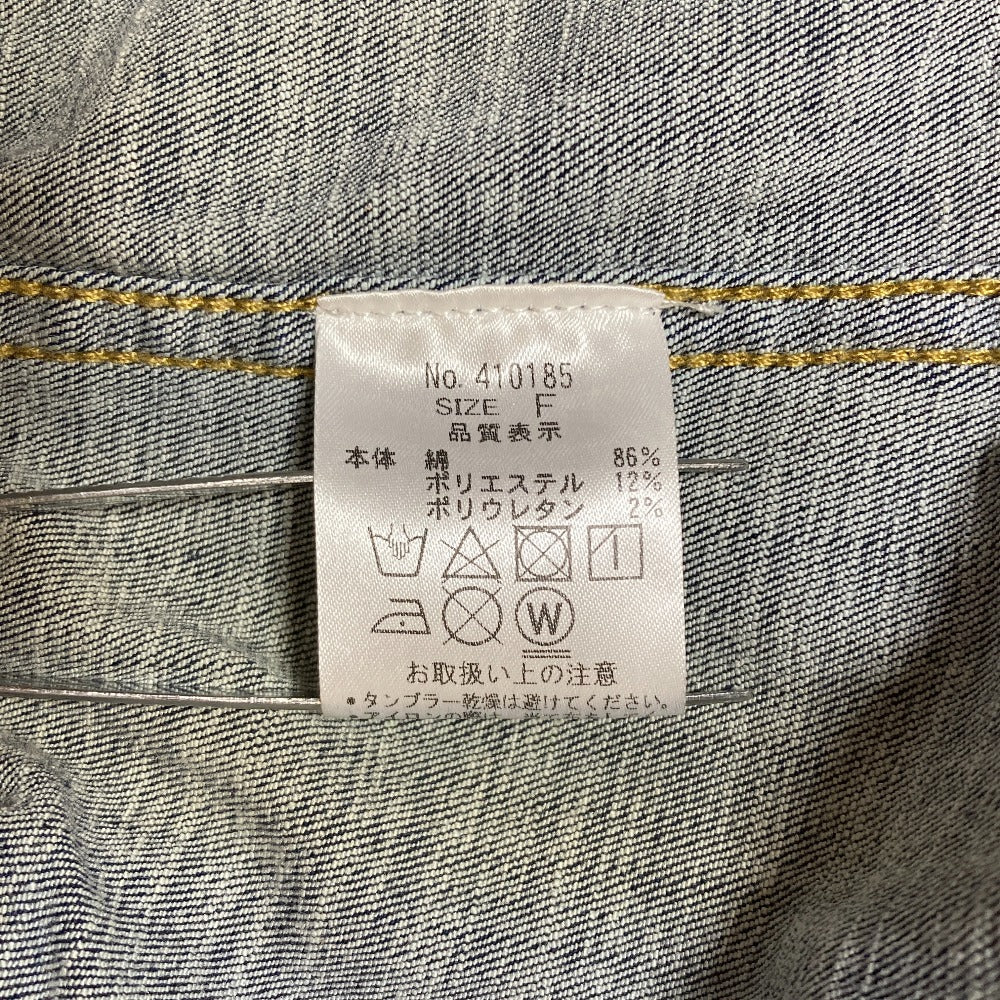 No. 410185
SIZE F
品質表示
本体 綿 86%
ポリエステル 12%
ポリウレタン 2%
W
お取扱い上の注意
*タンブラー乾燥は避けてください。